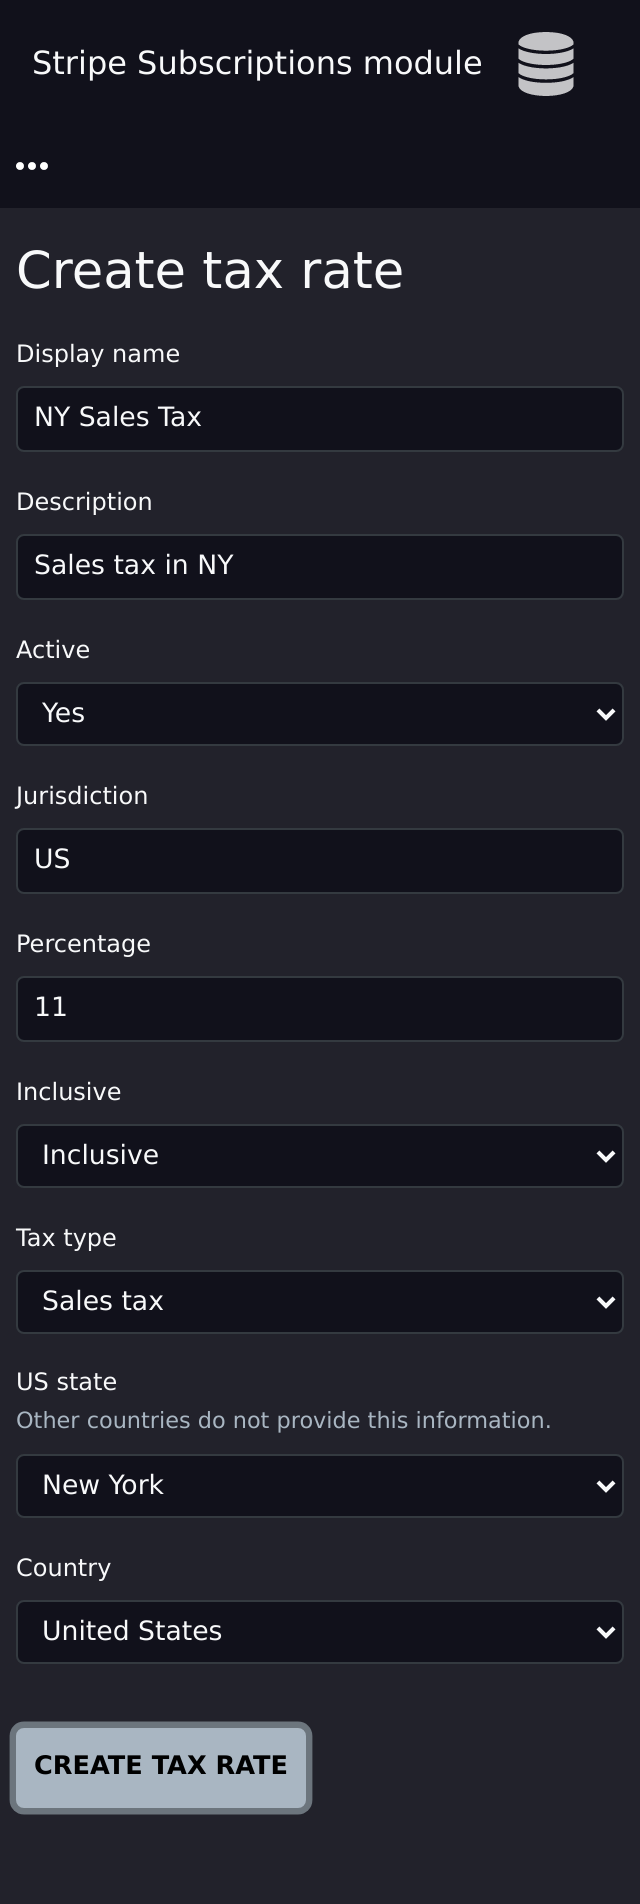 Stripe Subscriptions module
Create tax rate
Display name
NY Sales Tax
Description
Sales tax in NY
Active
Yes
Jurisdiction
US
Percentage
11
Inclusive
Inclusive
Tax type
Sales tax
US state
Other countries do not provide this information.
New York
Country
United States
CREATE TAX RATE